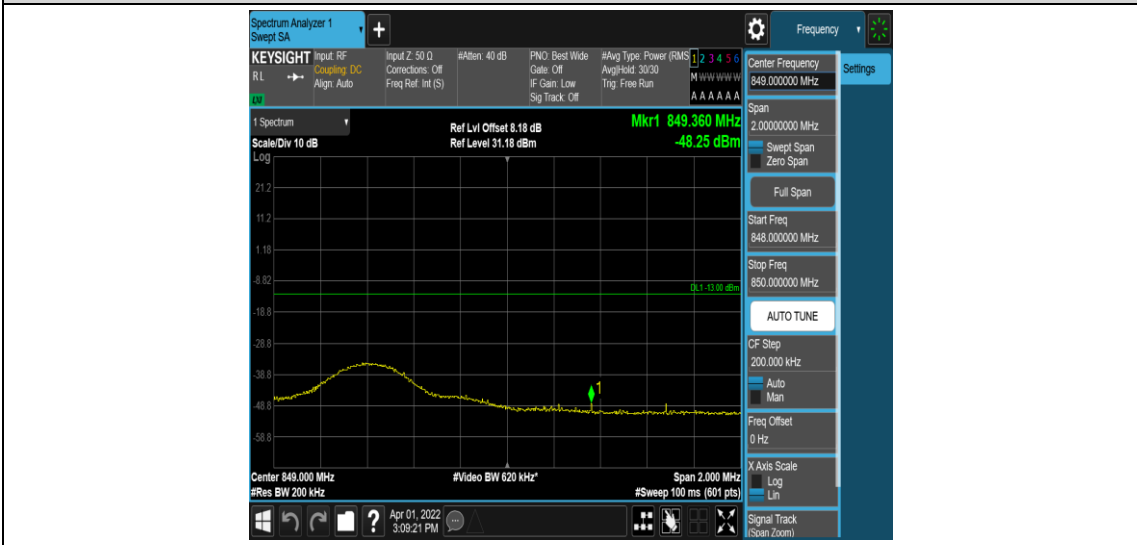 Spectrum Analyzer 1
Swept SA
+
Frequency
KEYSIGHT
RL
LXI
Input: RF
Coupling: DC
Align: Auto
Input Z: 50 Ω
Corrections: Off
Freq Ref: Int (S)
#Atten: 40 dB
PNO: Best Wide
Gate: Off
IF Gain: Low
Sig Track: Off
#Avg Type: Power (RMS
Avg|Hold: 30/30
Trig: Free Run
1 2 3 4 5 6
M W W W W W
A A A A A A
Center Frequency
849.000000 MHz
Settings
Span
2.00000000 MHz
Swept Span
Zero Span
Full Span
Start Freq
848.000000 MHz
Stop Freq
850.000000 MHz
AUTO TUNE
CF Step
200.000 kHz
Auto
Man
Freq Offset
0 Hz
X Axis Scale
Log
Lin
Signal Track
(Span Zoom)
1 Spectrum
Scale/Div 10 dB
Log
Ref Lvl Offset 8.18 dB
Ref Level 31.18 dBm
Mkr1 849.360 MHz
-48.25 dBm
21.2
11.2
1.18
-8.82
DL1 -13.00 dBm
-18.8
-28.8
-38.8
1
-48.8
-58.8
Center 849.000 MHz
#Video BW 620 kHz*
Span 2.000 MHz
#Res BW 200 kHz
#Sweep 100 ms (601 pts)
?
Apr 01, 2022
3:09:21 PM